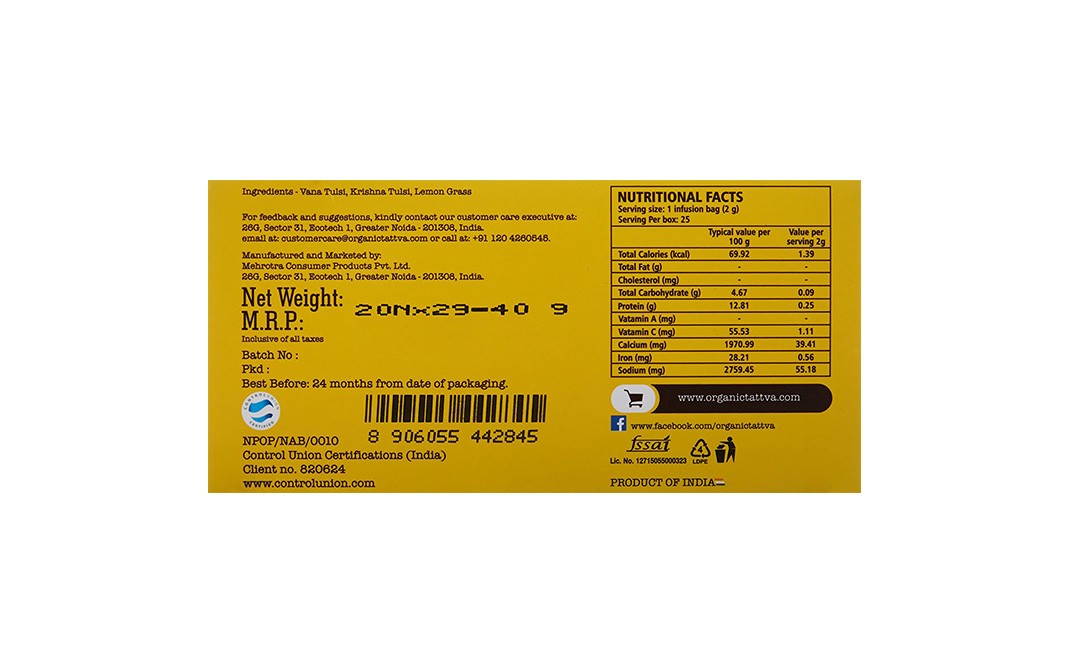 Ingredients - Vana Tulsi, Krishna Tulsi, Lemon Grass
For feedback and suggestions, kindly contact our customer care executive at:
26G, Sector 31, Ecotech 1, Greater Noida - 201308, India.
email at: customercare@organictattva.com or call at: +91 120 4260545.
Manufactured and Marketed by:
Mehrotra Consumer Products Pvt. Ltd.
26G, Sector 31, Ecotech 1, Greater Noida - 201308, India.
Net Weight: 20Nx29-40 9
M.R.P.:
Inclusive of all taxes
Batch No :
Pkd :
Best Before: 24 months from date of packaging.
CONTROL UNION
CERTIFIED
8 906055 442845
NPOP/NAB/0010
Control Union Certifications (India)
Client no. 820624
www.controlunion.com
NUTRITIONAL FACTS
Serving size: 1 infusion bag (2 g)
Serving Per box: 25
Typical value per 100 g Value per serving 2g
Total Calories (kcal) 69.92 1.39
Total Fat (g) - -
Cholesterol (mg) - -
Total Carbohydrate (g) 4.67 0.09
Protein (g) 12.81 0.25
Vitamin A (mg) - -
Vitamin C (mg) 55.53 1.11
Calcium (mg) 1970.99 39.41
Iron (mg) 28.21 0.56
Sodium (mg) 2759.45 55.18
www.organictattva.com
f www.facebook.com/organictattva
fssai
Lic. No. 12715055000323
4
LDPE
PRODUCT OF INDIA